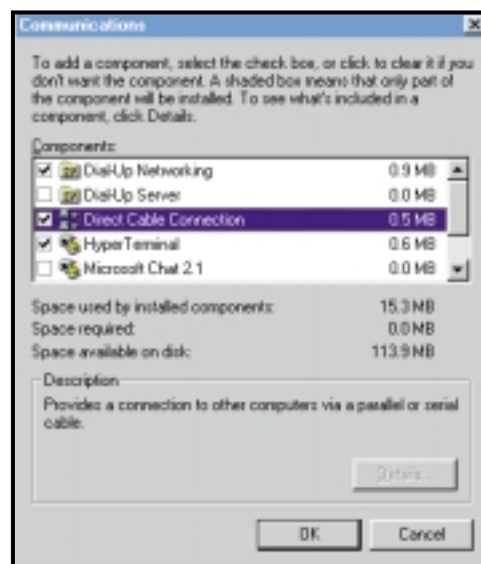 Communications
To add a component, select the check box, or click to clear it if you
don't want the component. A shaded box means that only part of
the component will be installed. To see what's included in a
component, click Details.
Components:
Dial-Up Networking 0.9 MB
Dial-Up Server 0.0 MB
Direct Cable Connection 0.5 MB
HyperTerminal 0.6 MB
Microsoft Chat 2.1 0.0 MB
Space used by installed components: 15.3 MB
Space required: 0.0 MB
Space available on disk: 113.9 MB
Description
Provides a connection to other computers via a parallel or serial
cable.
Details...
OK Cancel